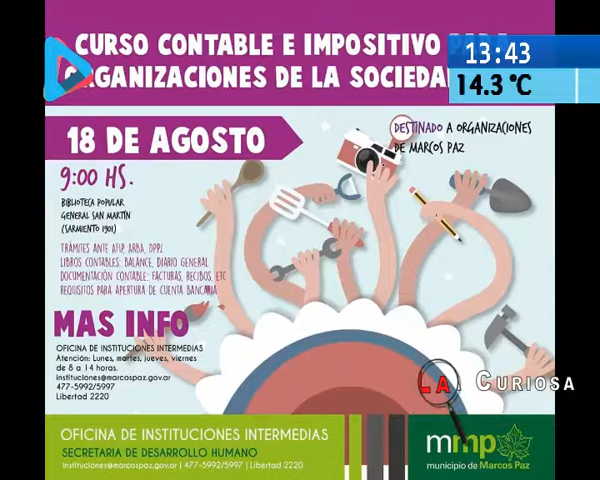 CURSO CONTABLE E IMPOSITIVO
ORGANIZACIONES DE LA
13:43
14.3 °C
18 DE AGOSTO
DESTINADO A ORGANIZACIONES
DE MARCOS PAZ
9:00 HS.
BIBLIOTECA POPULAR
GENERAL SAN MARTÍN
(SARMIENTO 1901)
TRÁMITES ANTE AFIP, ARBA, DPPJ.
LIBROS CONTABLES: BALANCE, DIARIO GENERAL
DOCUMENTACIÓN CONTABLE: FACTURAS, RECIBOS, ETC
REQUISITOS PARA APERTURA DE CUENTA BANCARIA
MAS INFO
OFICINA DE INSTITUCIONES INTERMEDIAS
Atención: Lunes, martes, jueves, viernes
de 8 a 14 horas.
instituciones@marcospaz.gov.ar
477-5992/5997
Libertad 2220
LA CURIOSA
OFICINA DE INSTITUCIONES INTERMEDIAS
SECRETARIA DE DESARROLLO HUMANO
instituciones@marcospaz.gov.ar | 477-5992/5997 | Libertad 2220
mmp
municipio de Marcos Paz